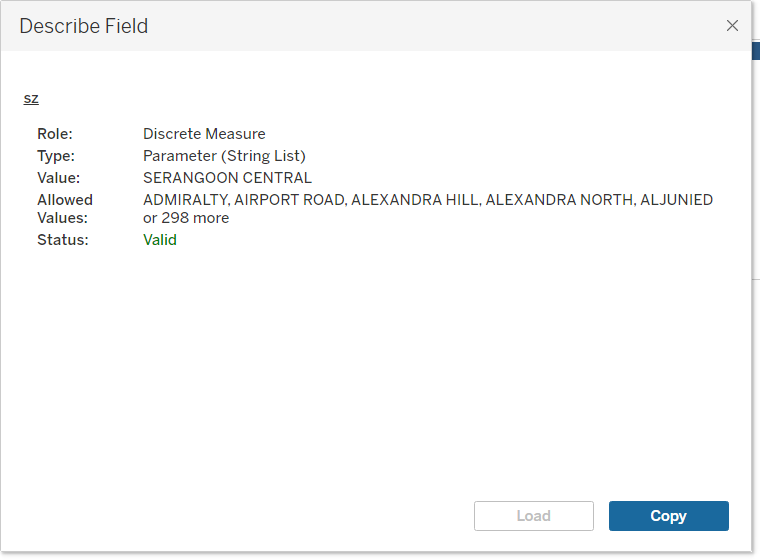 Describe Field
sz
Role: Discrete Measure
Type: Parameter (String List)
Value: SERANGOON CENTRAL
Allowed Values: ADMIRALTY, AIRPORT ROAD, ALEXANDRA HILL, ALEXANDRA NORTH, ALJUNIED
or 298 more
Status: Valid
Load
Copy